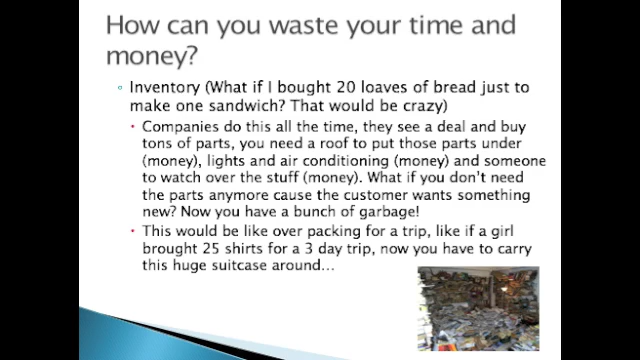 How can you waste your time and
money?
Inventory (What if I bought 20 loaves of bread just to
make one sandwich? That would be crazy)
Companies do this all the time, they see a deal and buy
tons of parts, you need a roof to put those parts under
(money), lights and air conditioning (money) and someone
to watch over the stuff (money). What if you don't need
the parts anymore cause the customer wants something
new? Now you have a bunch of garbage!
This would be like over packing for a trip, like if a girl
brought 25 shirts for a 3 day trip, now you have to carry
this huge suitcase around…